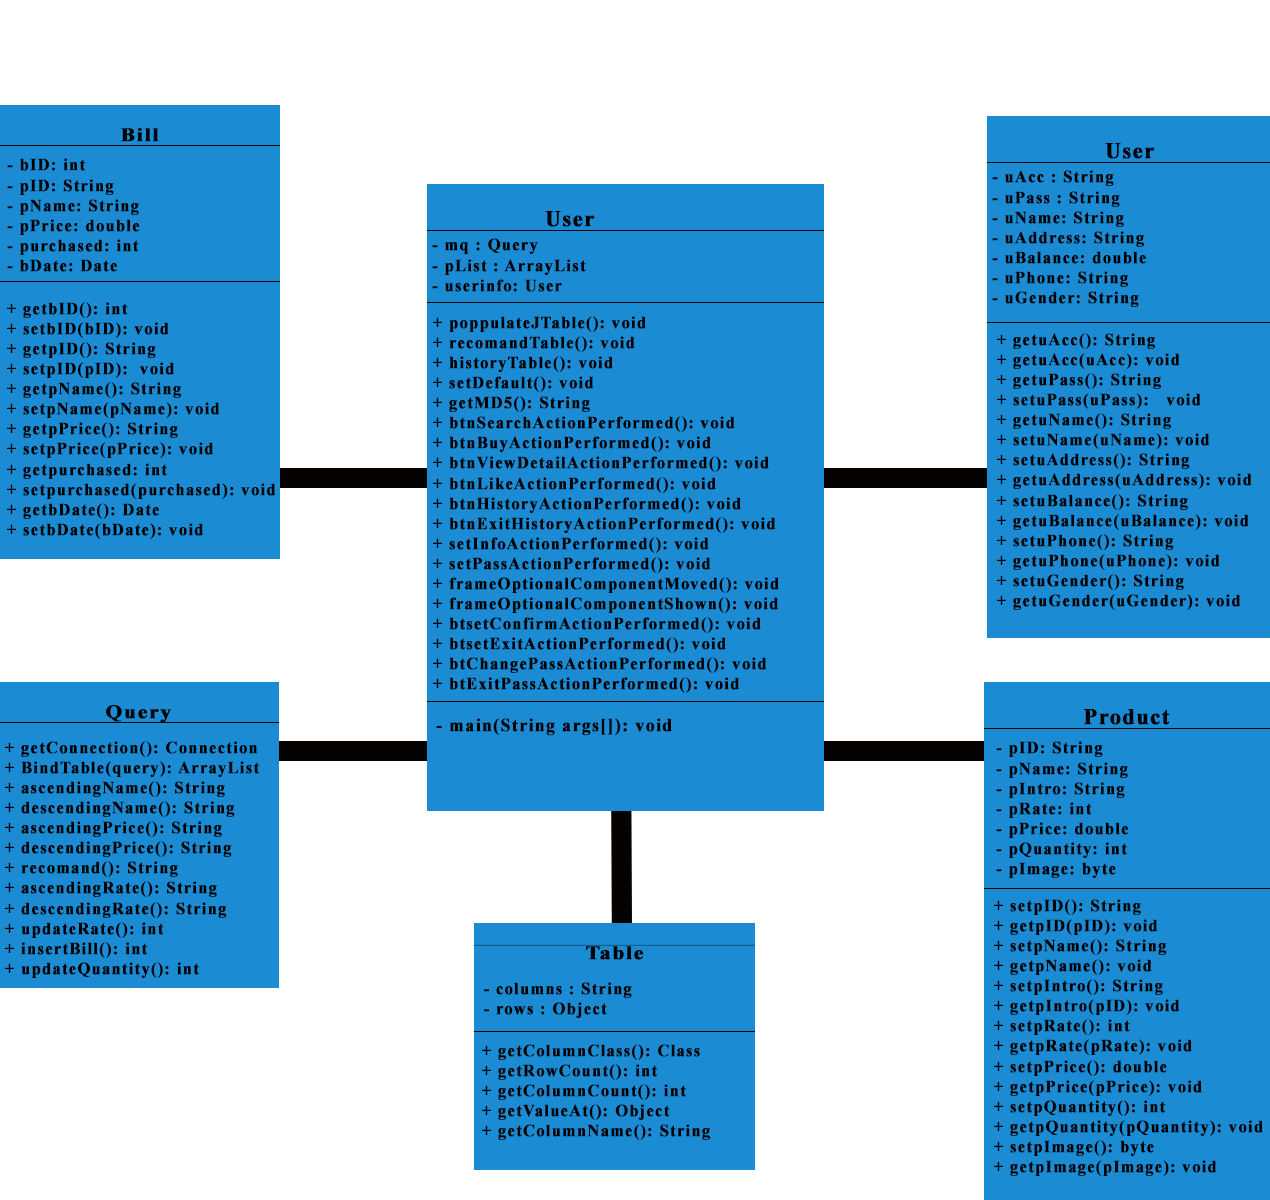 Bill
- bID: int
- pID: String
- pName: String
- pPrice: double
- purchased: int
- bDate: Date
+ getbID(): int
+ setbID(bID): void
+ getpID(): String
+ setpID(pID):  void
+ getpName(): String
+ setpName(pName): void
+ getpPrice(): String
+ setpPrice(pPrice): void
+ getpurchased: int
+ setpurchased(purchased): void
+ getbDate(): Date
+ setbDate(bDate): void
User
- mq : Query
- pList : ArrayList
- userinfo: User
+ poppulateJTable(): void
+ recomandTable(): void
+ historyTable(): void
+ setDefault(): void
+ getMD5(): String
+ btnSearchActionPerformed(): void
+ btnBuyActionPerformed(): void
+ btnViewDetailActionPerformed(): void
+ btnLikeActionPerformed(): void
+ btnHistoryActionPerformed(): void
+ btnExitHistoryActionPerformed(): void
+ setInfoActionPerformed(): void
+ setPassActionPerformed(): void
+ frameOptionalComponentMoved(): void
+ frameOptionalComponentShown(): void
+ btsetConfirmActionPerformed(): void
+ btsetExitActionPerformed(): void
+ btChangePassActionPerformed(): void
+ btExitPassActionPerformed(): void
- main(String args[]): void
User
- uAcc : String
- uPass : String
- uName: String
- uAddress: String
- uBalance: double
- uPhone: String
- uGender: String
+ getuAcc(): String
+ getuAcc(uAcc): void
+ getuPass(): String
+ setuPass(uPass):  void
+ getuName(): String
+ setuName(uName): void
+ setuAddress(): String
+ getuAddress(uAddress): void
+ setuBalance(): String
+ getuBalance(uBalance): void
+ setuPhone(): String
+ getuPhone(uPhone): void
+ setuGender(): String
+ getuGender(uGender): void
Query
+ getConnection(): Connection
+ BindTable(query): ArrayList
+ ascendingName(): String
+ descendingName(): String
+ ascendingPrice(): String
+ descendingPrice(): String
+ recomand(): String
+ ascendingRate(): String
+ descendingRate(): String
+ updateRate(): int
+ insertBill(): int
+ updateQuantity(): int
Table
- columns : String
- rows : Object
+ getColumnClass(): Class
+ getRowCount(): int
+ getColumnCount(): int
+ getValueAt(): Object
+ getColumnName(): String
Product
- pID: String
- pName: String
- pIntro: String
- pRate: int
- pPrice: double
- pQuantity: int
- pImage: byte
+ setpID(): String
+ getpID(pID): void
+ setpName(): String
+ getpName(): void
+ setpIntro(): String
+ getpIntro(pID): void
+ setpRate(): int
+ getpRate(pRate): void
+ setpPrice(): double
+ getpPrice(pPrice): void
+ setpQuantity(): int
+ getpQuantity(pQuantity): void
+ setpImage(): byte
+ getpImage(pImage): void